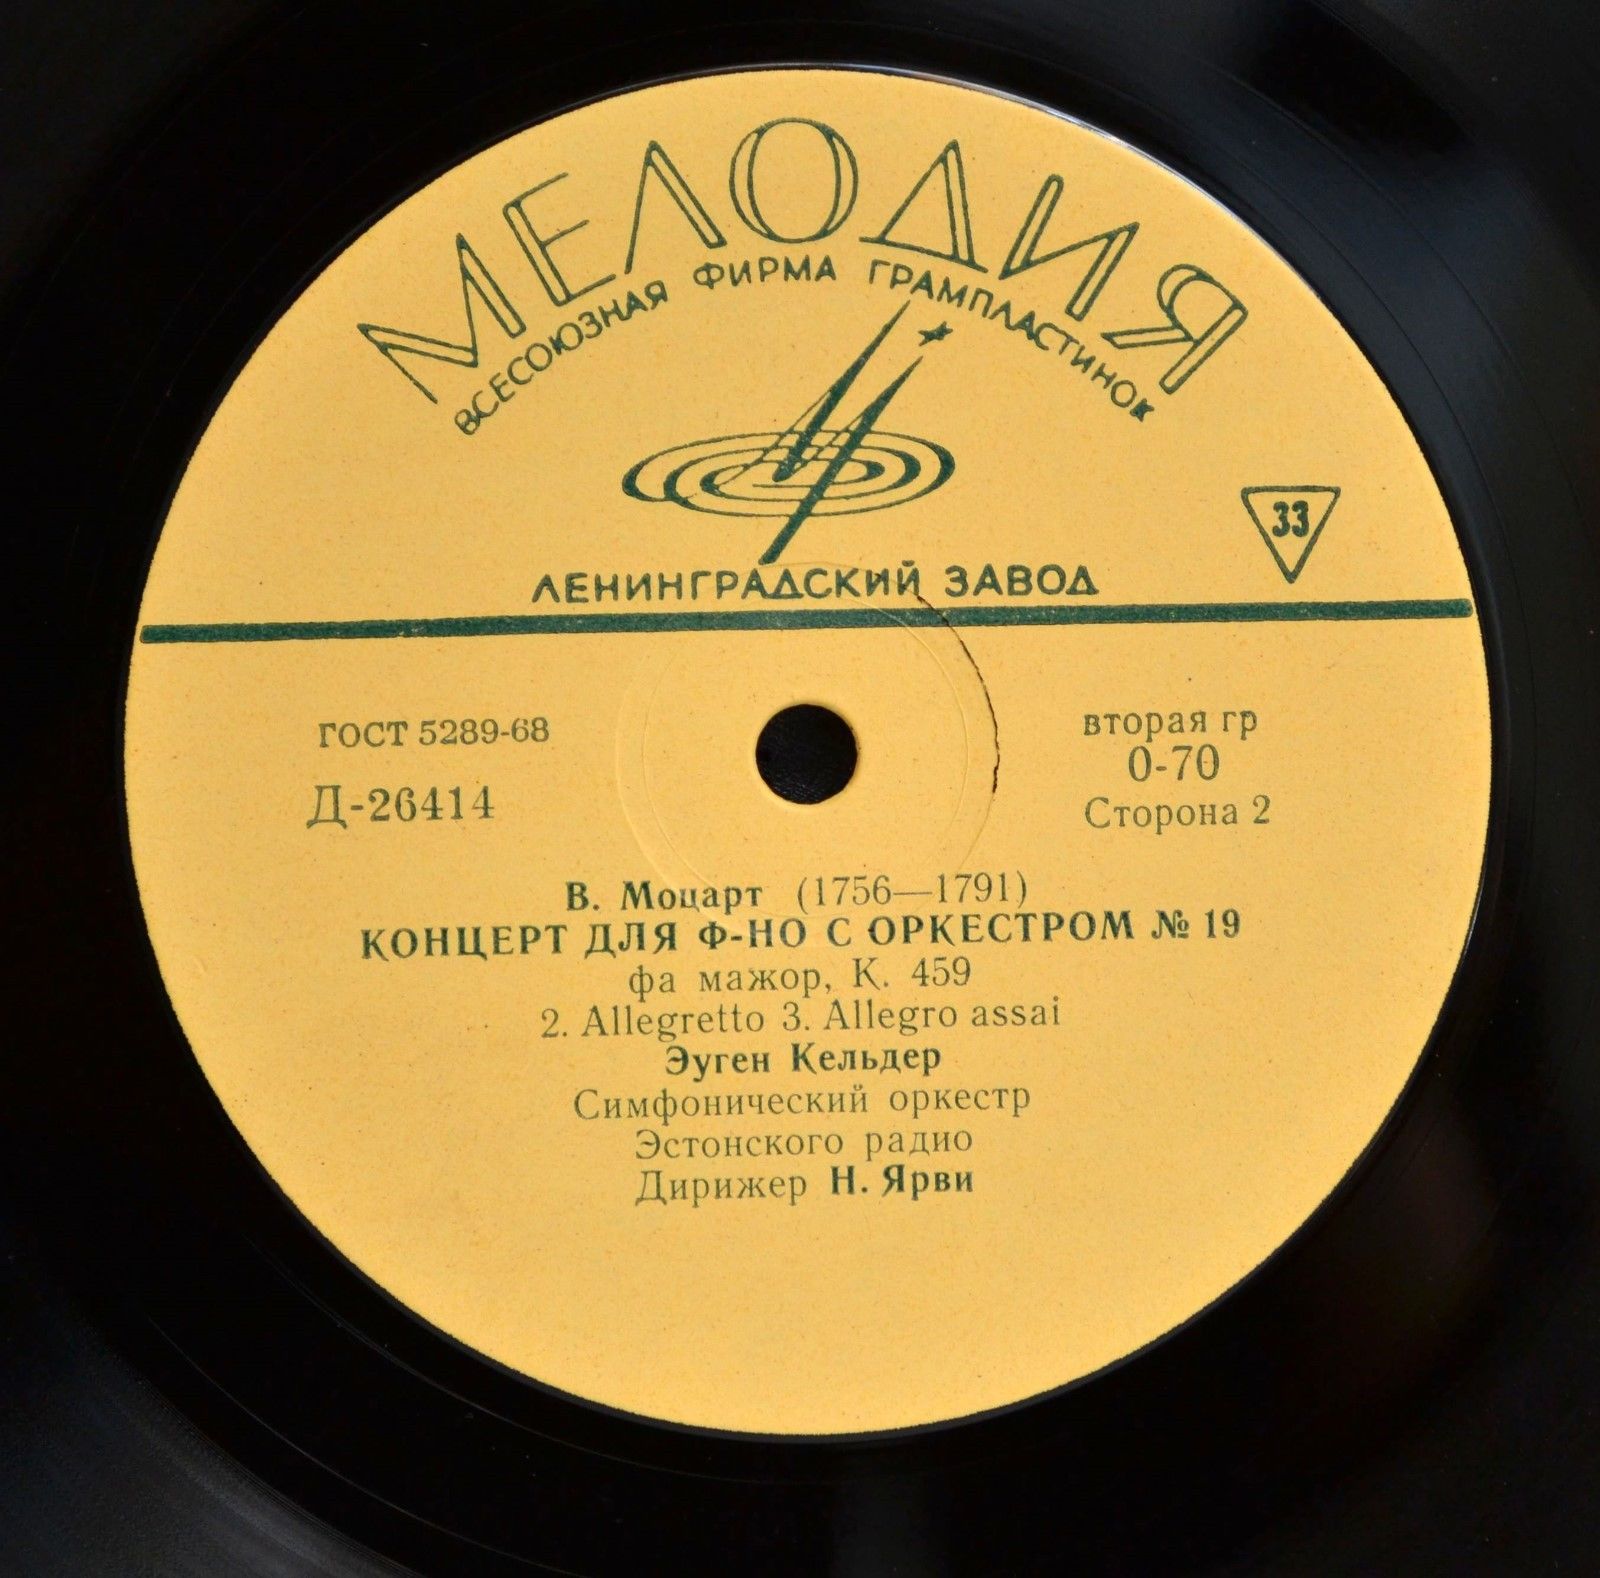 МЕЛОДИЯ
ВСЕСОЮЗНАЯ ФИРМА ГРАМПЛАСТИНОК
33
ЛЕНИНГРАДСКИЙ ЗАВОД
ГОСТ 5289-68
Д-26414
вторая гр
0-70
Сторона 2
В. Моцарт (1756—1791)
КОНЦЕРТ ДЛЯ Ф-НО С ОРКЕСТРОМ № 19
фа мажор, К. 459
2. Allegretto 3. Allegro assai
Эуген Кельдер
Симфонический оркестр
Эстонского радио
Дирижер Н. Ярви